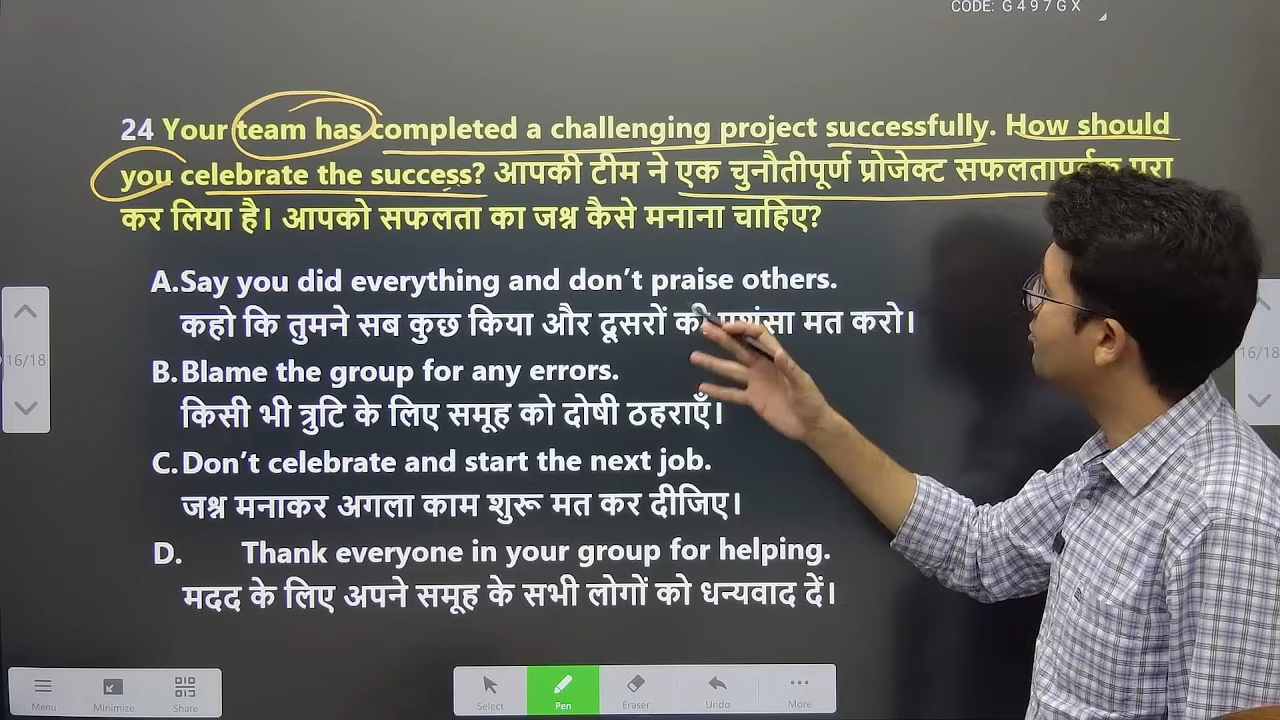 CODE: G497GX
24 Your team has completed a challenging project successfully. How should
you celebrate the success? आपकी टीम ने एक चुनौतीपूर्ण प्रोजेक्ट सफलतापूर्वक पूरा
कर लिया है। आपको सफलता का जश्न कैसे मनाना चाहिए?
A.Say you did everything and don't praise others.
कहो कि तुमने सब कुछ किया और दूसरों की प्रशंसा मत करो।
B.Blame the group for any errors.
किसी भी त्रुटि के लिए समूह को दोषी ठहराएँ।
C.Don't celebrate and start the next job.
जश्न मनाकर अगला काम शुरू मत कर दीजिए।
D. Thank everyone in your group for helping.
मदद के लिए अपने समूह के सभी लोगों को धन्यवाद दें।
16/18
16/18
Menu Minimize Share Select Pen Eraser Undo More